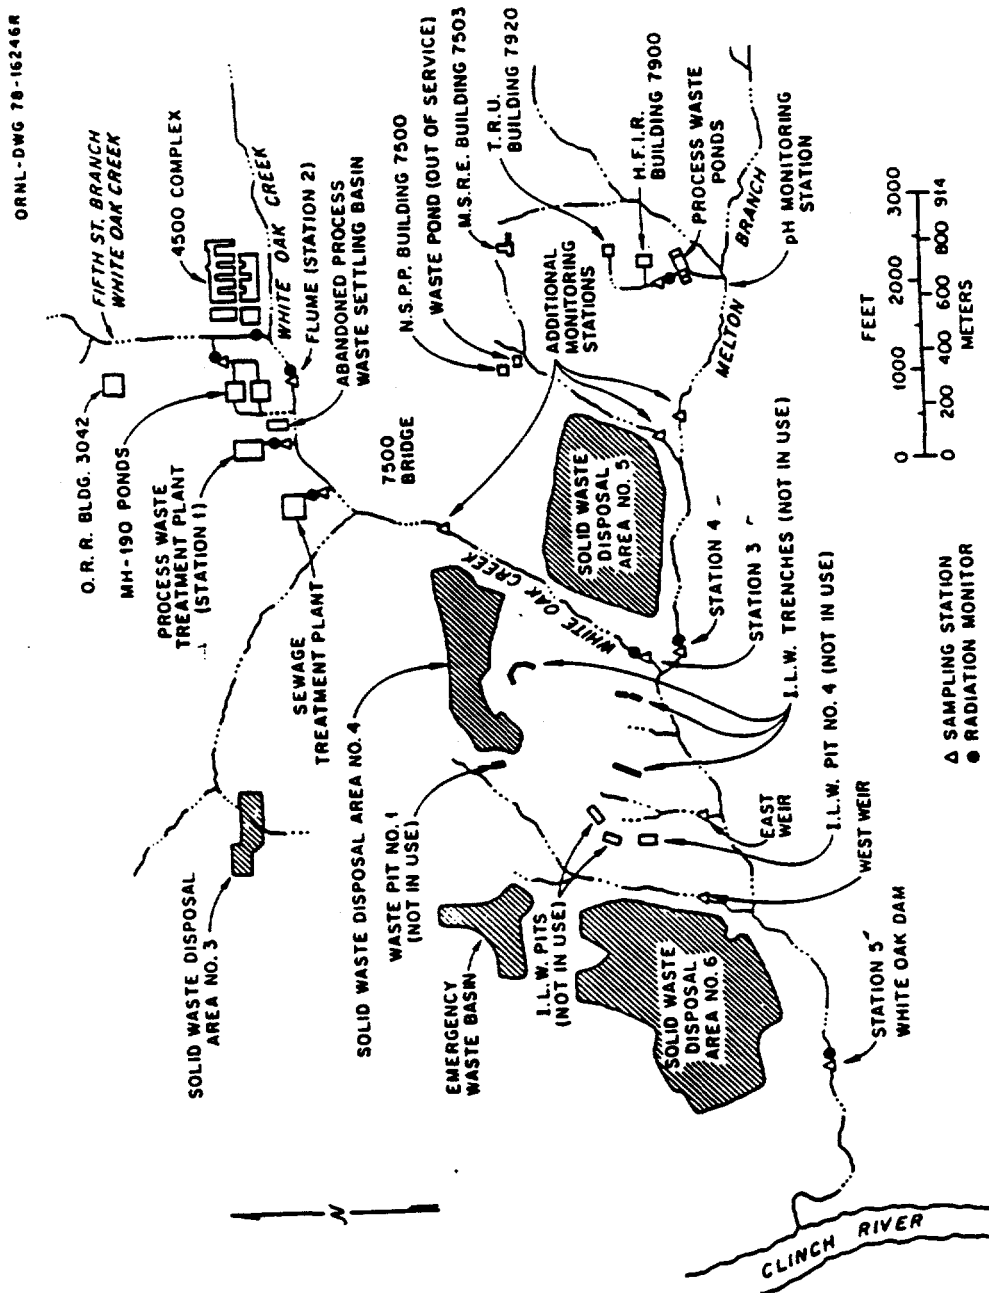 ORNL-DWG 78-16246R
FIFTH ST. BRANCH
WHITE OAK CREEK
4500 COMPLEX
O. R. R. BLDG. 3042
MH-190 PONDS
WHITE OAK
CREEK
FLUME (STATION 2)
ABANDONED PROCESS
WASTE SETTLING BASIN
PROCESS WASTE
TREATMENT PLANT
(STATION 1)
SEWAGE
TREATMENT PLANT
7500
BRIDGE
N.S.P.P. BUILDING 7500
WASTE POND (OUT OF SERVICE)
M.S.R.E. BUILDING 7503
T.R.U.
BUILDING 7920
H.F.I.R.
BUILDING 7900
PROCESS WASTE
PONDS
ADDITIONAL
MONITORING
STATIONS
MELTON
BRANCH
pH MONITORING
STATION
SOLID WASTE DISPOSAL
AREA NO. 3
SOLID WASTE DISPOSAL AREA NO. 4
WHITE OAK CREEK
SOLID WASTE
DISPOSAL
AREA NO. 5
WASTE PIT NO. 1
(NOT IN USE)
EMERGENCY
WASTE BASIN
I.L.W. PITS
(NOT IN USE)
SOLID WASTE
DISPOSAL
AREA NO. 6
STATION 4
STATION 3
I.L.W. TRENCHES (NOT IN USE)
I.L.W. PIT NO. 4 (NOT IN USE)
EAST
WEIR
WEST WEIR
STATION 5
WHITE OAK DAM
N
CLINCH RIVER
△ SAMPLING STATION
● RADIATION MONITOR
FEET
0 1000 2000 3000
0 200 400 600 800 914
METERS